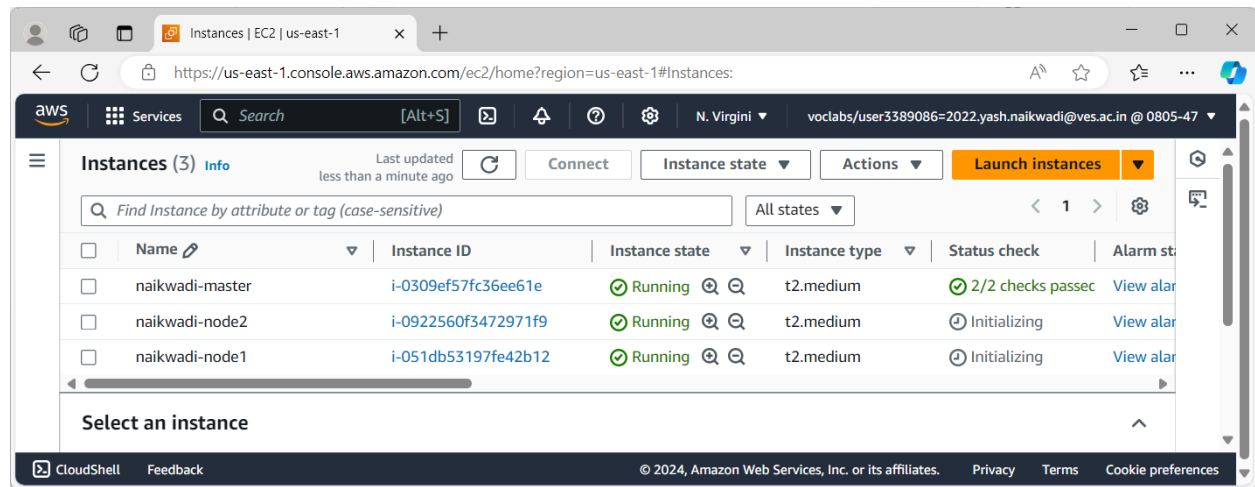 Instances | EC2 | us-east-1
https://us-east-1.console.aws.amazon.com/ec2/home?region=us-east-1#Instances:
aws Services Search [Alt+S] N. Virgini ▼ voclabs/user3389086=2022.yash.naikwadi@ves.ac.in @ 0805-47 ▼
Instances (3) Info Last updated less than a minute ago Connect Instance state ▼ Actions ▼ Launch instances ▼
Find Instance by attribute or tag (case-sensitive) All states ▼ < 1 >
Name Instance ID Instance state Instance type Status check Alarm sta
naikwadi-master i-0309ef57fc36ee61e Running t2.medium 2/2 checks passec View alar
naikwadi-node2 i-0922560f3472971f9 Running t2.medium Initializing View alar
naikwadi-node1 i-051db53197fe42b12 Running t2.medium Initializing View alar
Select an instance
CloudShell Feedback © 2024, Amazon Web Services, Inc. or its affiliates. Privacy Terms Cookie preferences